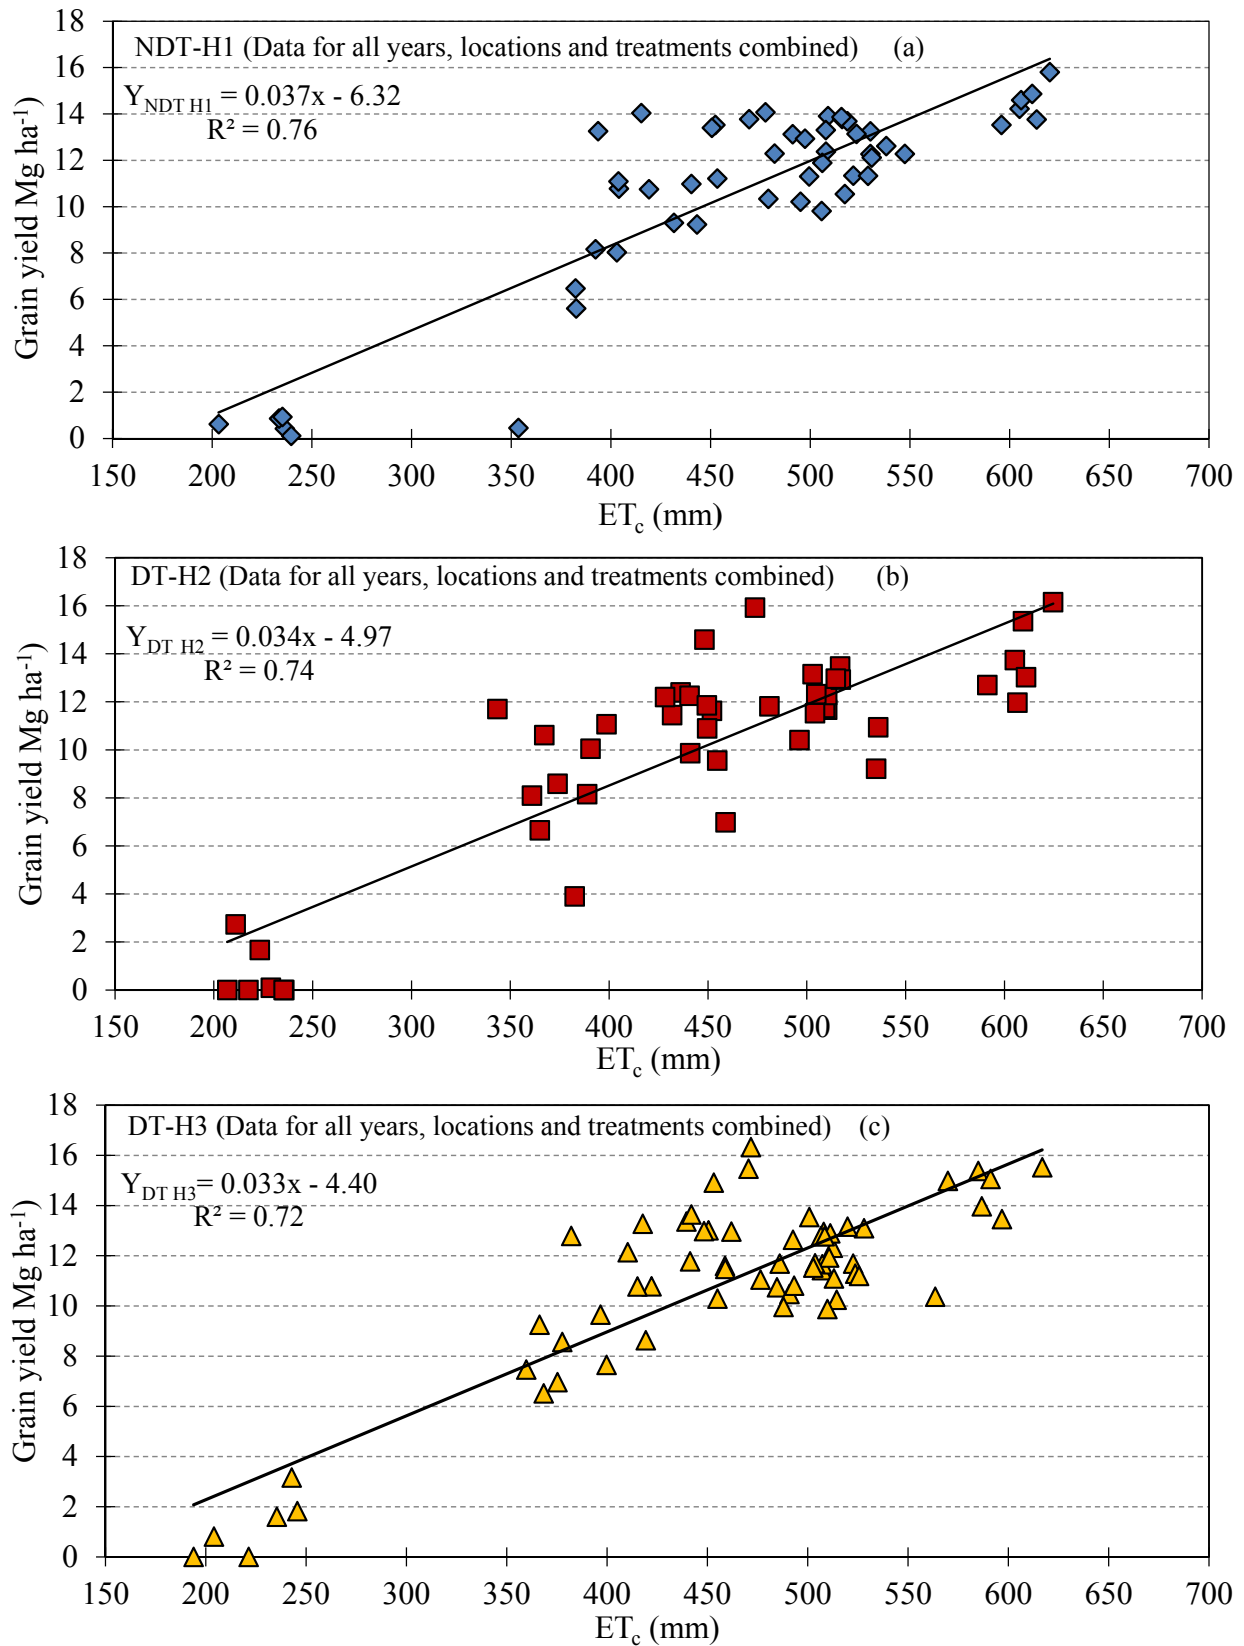 NDT-H1 (Data for all years, locations and treatments combined) (a)
Y_NDT H1 = 0.037x - 6.32
R² = 0.76
Grain yield Mg ha⁻¹
18
16
14
12
10
8
6
4
2
0
150 200 250 300 350 400 450 500 550 600 650 700
ET_c (mm)
DT-H2 (Data for all years, locations and treatments combined) (b)
Y_DT H2 = 0.034x - 4.97
R² = 0.74
Grain yield Mg ha⁻¹
18
16
14
12
10
8
6
4
2
0
150 200 250 300 350 400 450 500 550 600 650 700
ET_c (mm)
DT-H3 (Data for all years, locations and treatments combined) (c)
Y_DT H3= 0.033x - 4.40
R² = 0.72
Grain yield Mg ha⁻¹)
18
16
14
12
10
8
6
4
2
0
150 200 250 300 350 400 450 500 550 600 650 700
ET_c (mm)